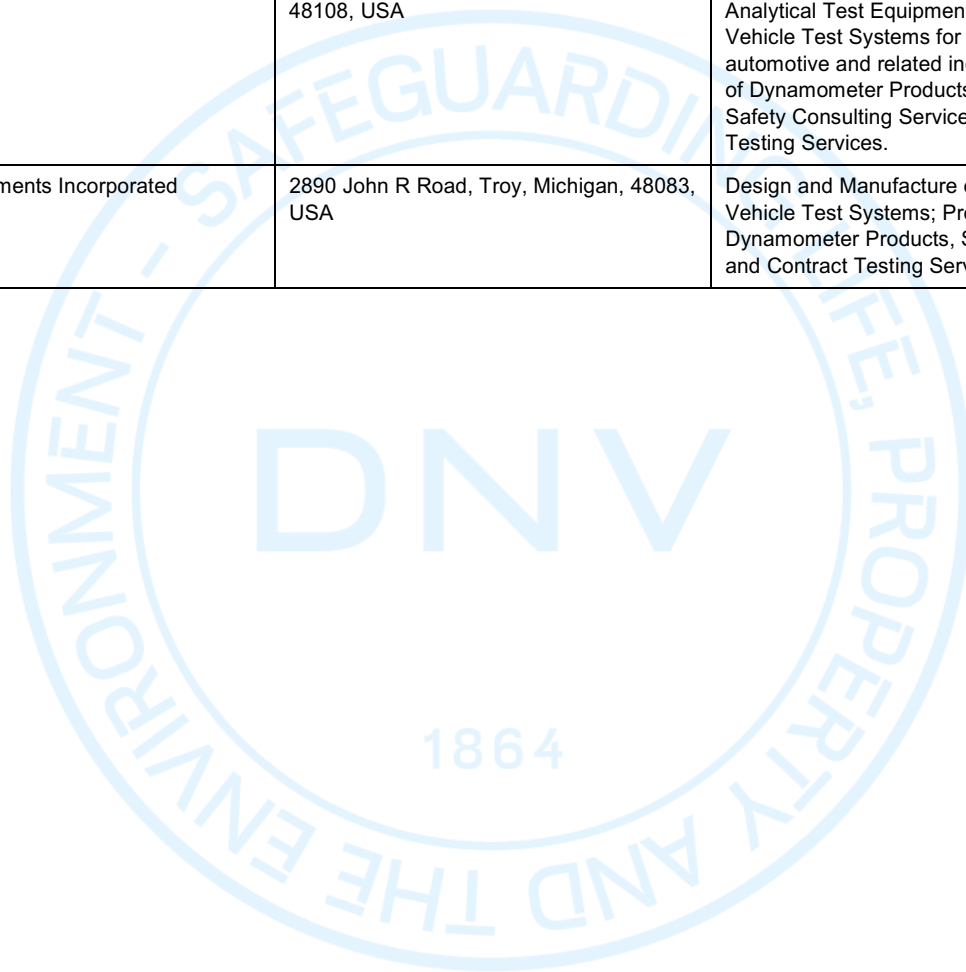 48108, USA
Analytical Test Equipmen
Vehicle Test Systems for
automotive and related in
of Dynamometer Products
Safety Consulting Service
Testing Services.
ments Incorporated
2890 John R Road, Troy, Michigan, 48083,
USA
Design and Manufacture
Vehicle Test Systems; Pr
Dynamometer Products, S
and Contract Testing Ser
SAFEGUARDING LIFE, PROPERTY AND THE ENVIRONMENT -
DNV
1864